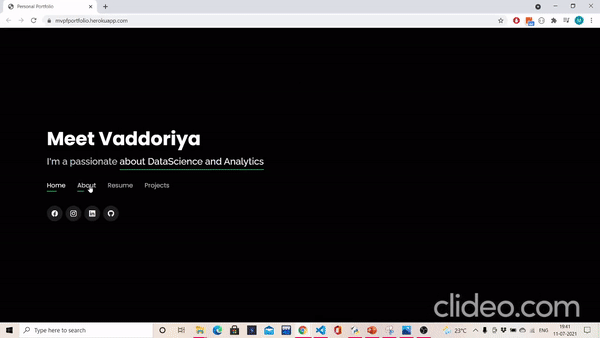 Personal Portfolio
mvpfportfolio.herokuapp.com
Meet Vaddoriya
I'm a passionate about DataScience and Analytics
Home About Resume Projects
clideo.com
Type here to search
23°C
ENG
19:41
11-07-2021